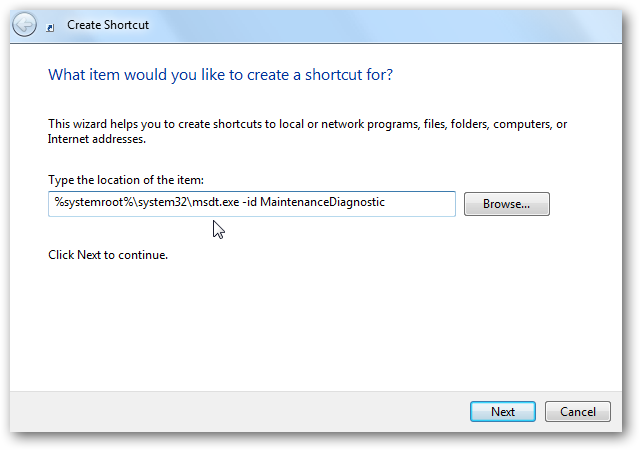 Create Shortcut
What item would you like to create a shortcut for?
This wizard helps you to create shortcuts to local or network programs, files, folders, computers, or
Internet addresses.
Type the location of the item:
%systemroot%\system32\msdt.exe -id MaintenanceDiagnostic
Browse...
Click Next to continue.
Next
Cancel